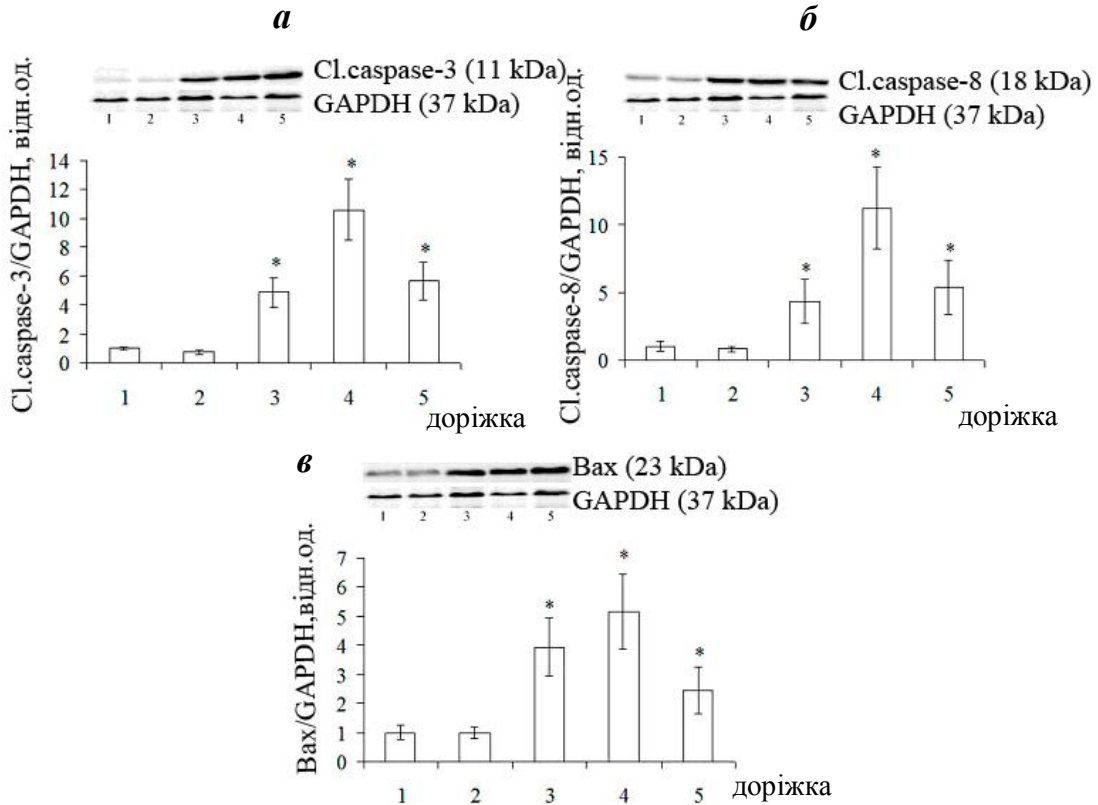 а
Cl.caspase-3 (11 kDa)
GAPDH (37 kDa)
1 2 3 4 5
Cl.caspase-3/GAPDH, відн.од.
14
12
10
8
6
4
2
0
* * *
1 2 3 4 5
доріжка
б
Cl.caspase-8 (18 kDa)
GAPDH (37 kDa)
1 2 3 4 5
Cl.caspase-8/GAPDH, відн.од.
15
10
5
0
* * *
1 2 3 4 5
доріжка
в
Bax (23 kDa)
GAPDH (37 kDa)
1 2 3 4 5
Bax/GAPDH,відн.од.
7
6
5
4
3
2
1
0
* * *
1 2 3 4 5
доріжка